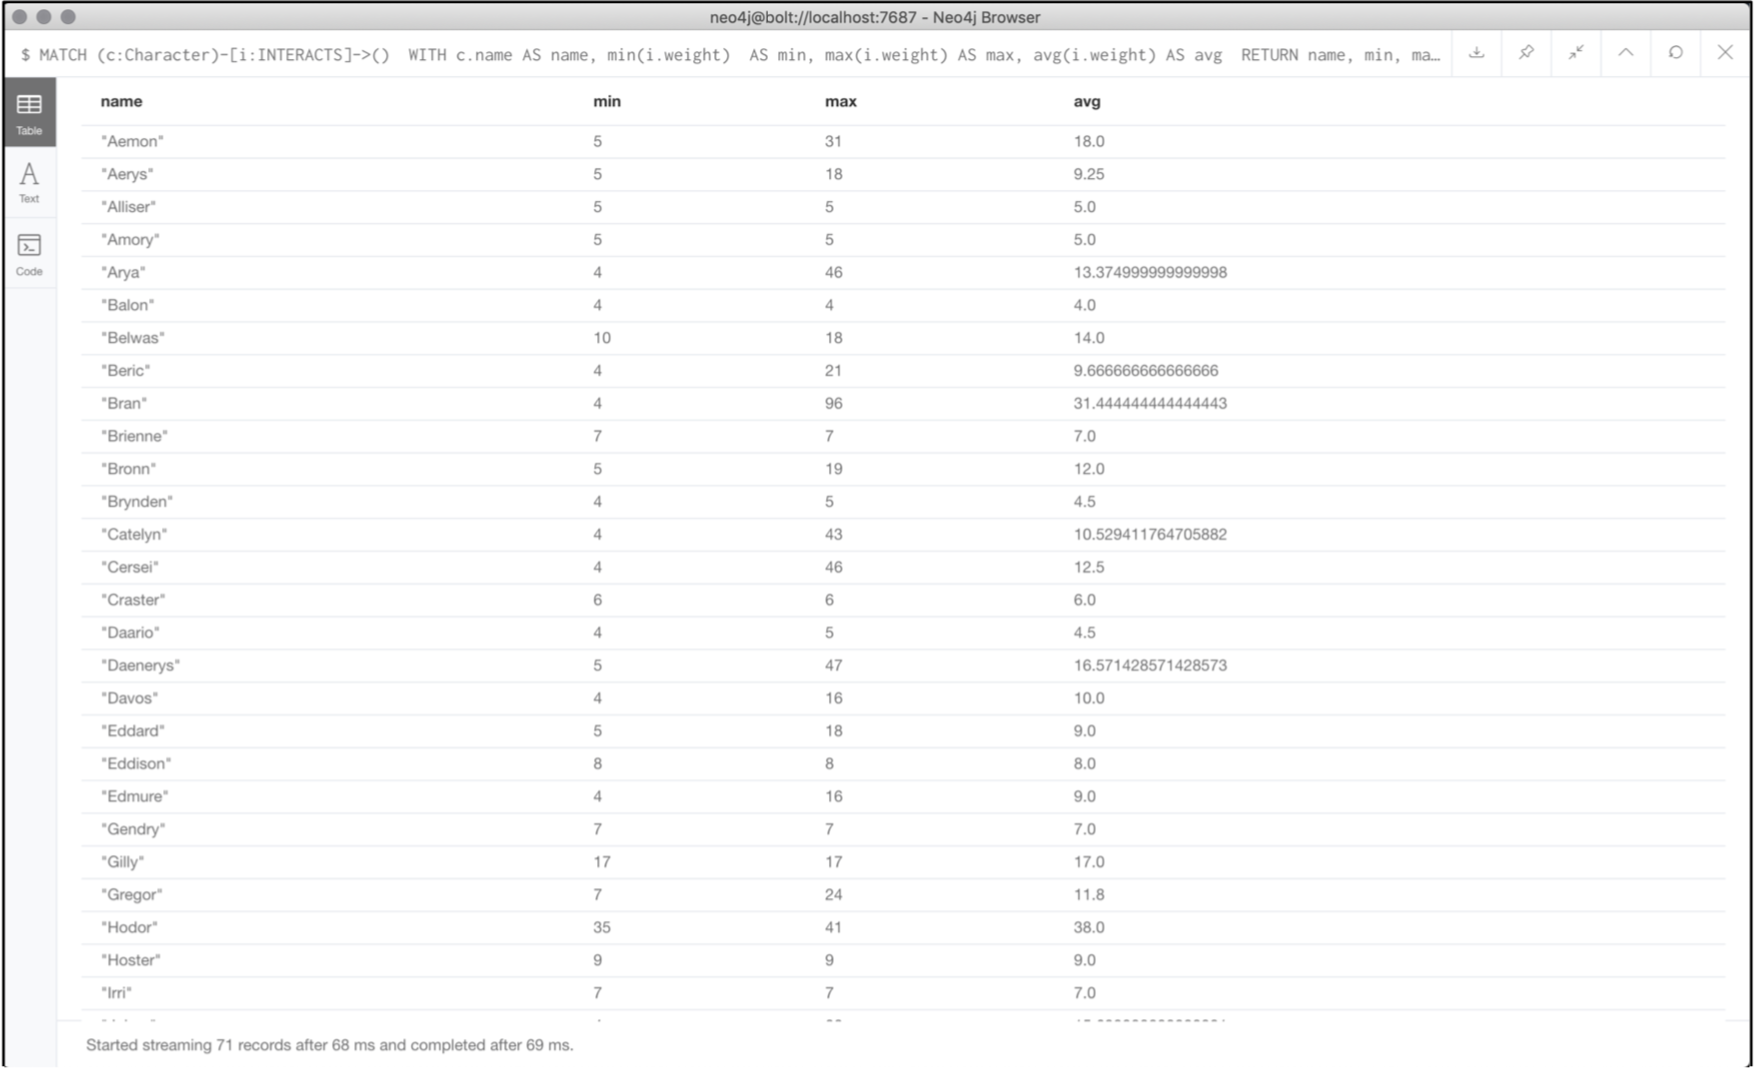 neo4j@bolt://localhost:7687 - Neo4j Browser
$ MATCH (c:Character)-[i:INTERACTS]->() WITH c.name AS name, min(i.weight) AS min, max(i.weight) AS max, avg(i.weight) AS avg RETURN name, min, ma…
name min max avg
Table
"Aemon" 5 31 18.0
"Aerys" 5 18 9.25
Text
"Alliser" 5 5 5.0
"Amory" 5 5 5.0
Code
"Arya" 4 46 13.374999999999998
"Balon" 4 4 4.0
"Belwas" 10 18 14.0
"Beric" 4 21 9.666666666666666
"Bran" 4 96 31.444444444444443
"Brienne" 7 7 7.0
"Bronn" 5 19 12.0
"Brynden" 4 5 4.5
"Catelyn" 4 43 10.529411764705882
"Cersei" 4 46 12.5
"Craster" 6 6 6.0
"Daario" 4 5 4.5
"Daenerys" 5 47 16.571428571428573
"Davos" 4 16 10.0
"Eddard" 5 18 9.0
"Eddison" 8 8 8.0
"Edmure" 4 16 9.0
"Gendry" 7 7 7.0
"Gilly" 17 17 17.0
"Gregor" 7 24 11.8
"Hodor" 35 41 38.0
"Hoster" 9 9 9.0
"Irri" 7 7 7.0
Started streaming 71 records after 68 ms and completed after 69 ms.